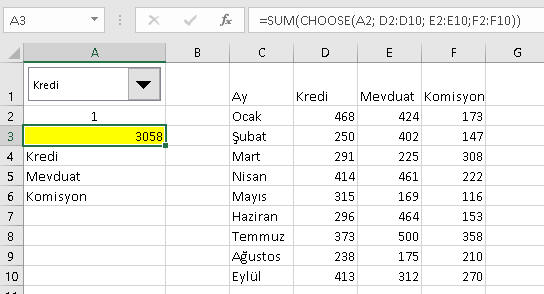 A3 fx =SUM(CHOOSE(A2; D2:D10; E2:E10;F2:F10))
A B C D E F G
Kredi
1 Ay Kredi Mevduat Komisyon
2 1 Ocak 468 424 173
3 3058 Şubat 250 402 147
4 Kredi Mart 291 225 308
5 Mevduat Nisan 414 461 222
6 Komisyon Mayıs 315 169 116
7 Haziran 296 464 153
8 Temmuz 373 500 358
9 Ağustos 238 175 210
10 Eylül 413 312 270
11